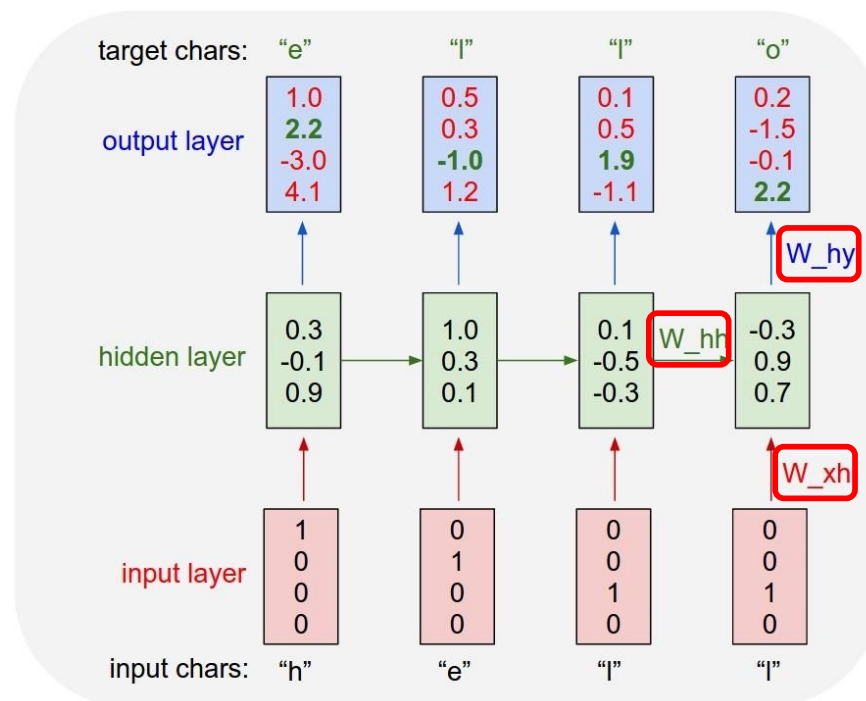 target chars: “e” “l” “l” “o”
1.0 0.5 0.1 0.2
2.2 0.3 0.5 -1.5
output layer
-3.0 -1.0 1.9 -0.1
4.1 1.2 -1.1 2.2
W_hy
0.3 1.0 0.1 W_hh -0.3
hidden layer -0.1 0.3 -0.5 0.9
0.9 0.1 -0.3 0.7
W_xh
1 0 0 0
0 1 0 0
input layer
0 0 1 1
0 0 0 0
input chars: “h” “e” “l” “l”